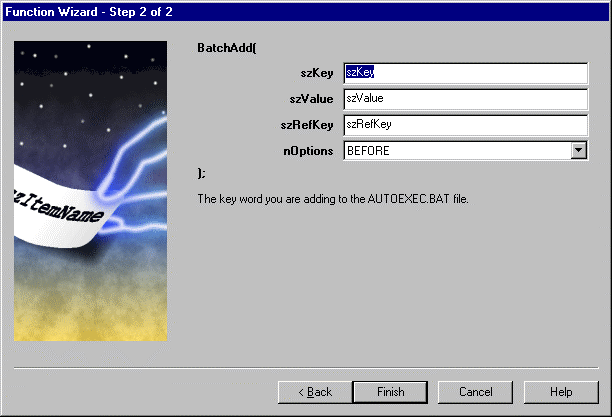 Function Wizard - Step 2 of 2
BatchAdd(
szKey szKey
szValue szValue
szRefKey szRefKey
nOptions BEFORE
);
The key word you are adding to the AUTOEXEC.BAT file.
zItemName
< Back Finish Cancel Help